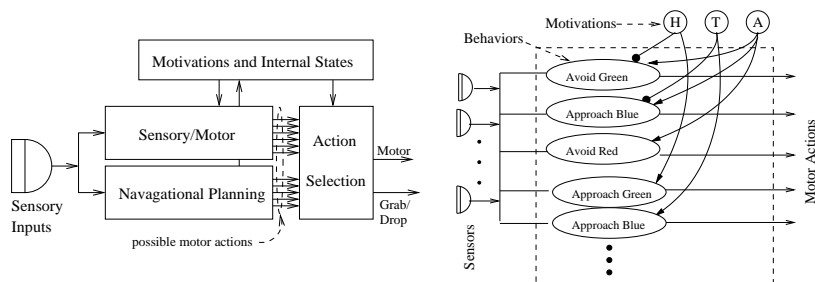 Motivations and Internal States
Sensory/Motor
Navagational Planning
Action
Selection
Motor
Grab/
Drop
Sensory
Inputs
possible motor actions
Motivations
H
T
A
Behaviors
Avoid Green
Approach Blue
Avoid Red
Approach Green
Approach Blue
Sensors
Motor Actions